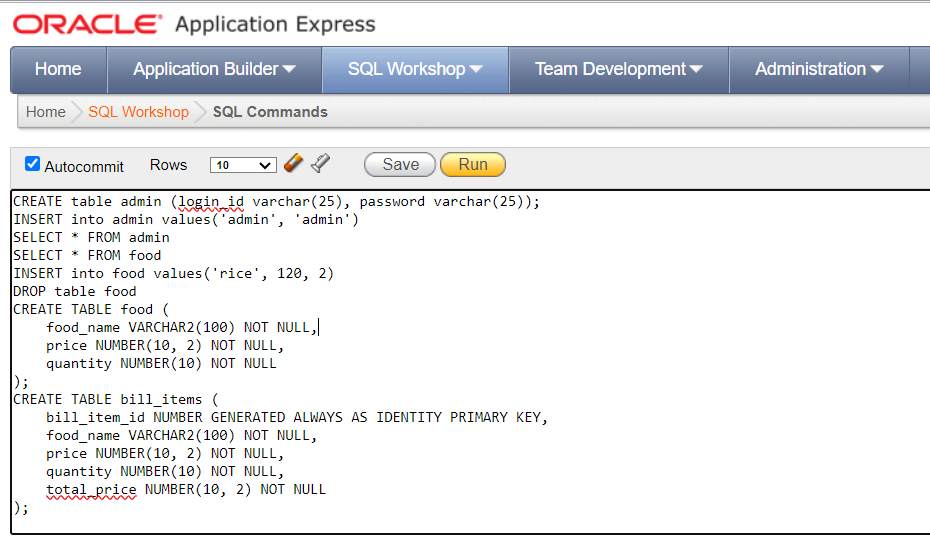 ORACLE Application Express
Home Application Builder SQL Workshop Team Development Administration
Home SQL Workshop SQL Commands
Autocommit Rows 10 Save Run
CREATE table admin (login_id varchar(25), password varchar(25));
INSERT into admin values('admin', 'admin')
SELECT * FROM admin
SELECT * FROM food
INSERT into food values('rice', 120, 2)
DROP table food
CREATE TABLE food (
    food_name VARCHAR2(100) NOT NULL,
    price NUMBER(10, 2) NOT NULL,
    quantity NUMBER(10) NOT NULL
);
CREATE TABLE bill_items (
    bill_item_id NUMBER GENERATED ALWAYS AS IDENTITY PRIMARY KEY,
    food_name VARCHAR2(100) NOT NULL,
    price NUMBER(10, 2) NOT NULL,
    quantity NUMBER(10) NOT NULL,
    total_price NUMBER(10, 2) NOT NULL
);